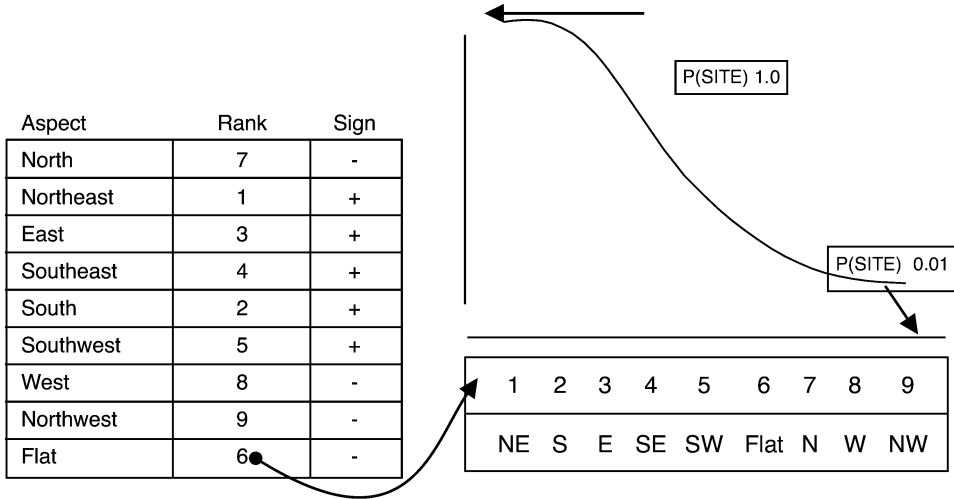 P(SITE) 1.0
Aspect Rank Sign
North 7 -
Northeast 1 +
East 3 +
Southeast 4 +
South 2 +
Southwest 5 +
West 8 -
Northwest 9 -
Flat 6 -
P(SITE) 0.01
1 2 3 4 5 6 7 8 9
NE S E SE SW Flat N W NW